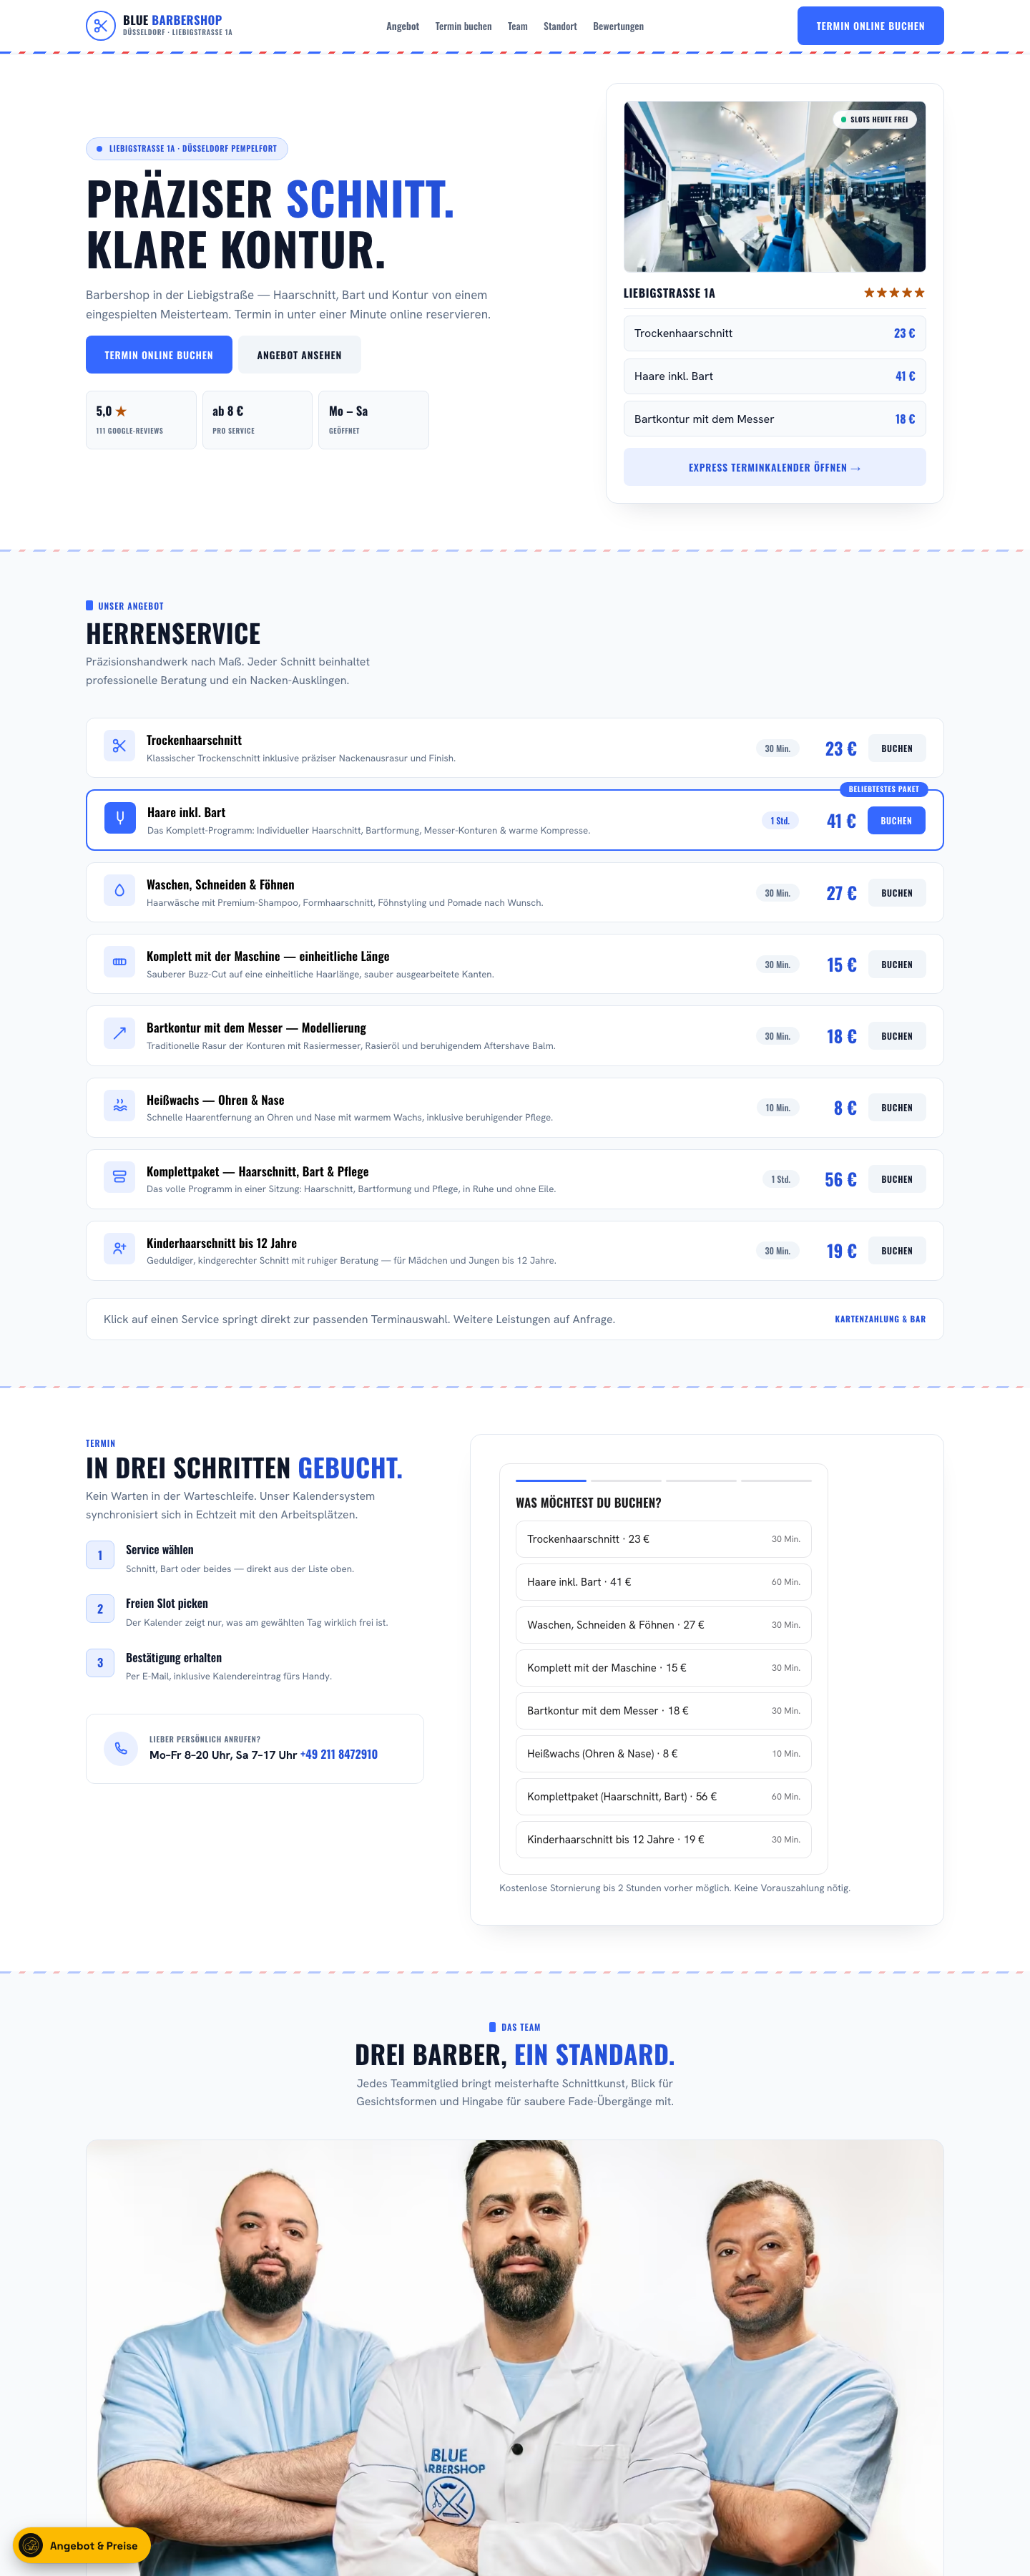 BLUE BARBERSHOP
DÜSSELDORF · LIEBIGSTRASSE 1A
Angebot
Termin buchen
Team
Standort
Bewertungen
TERMIN ONLINE BUCHEN
LIEBIGSTRASSE 1A · DÜSSELDORF PEMPELFORT
PRÄZISER SCHNITT.
KLARE KONTUR.
Barbershop in der Liebigstraße — Haarschnitt, Bart und Kontur von einem
eingespielten Meisterteam. Termin in unter einer Minute online reservieren.
TERMIN ONLINE BUCHEN
ANGEBOT ANSEHEN
5,0 ★
111 GOOGLE-REVIEWS
ab 8 €
PRO SERVICE
Mo – Sa
GEÖFFNET
SLOTS HEUTE FREI
LIEBIGSTRASSE 1A ★★★★★
Trockenhaarschnitt 23 €
Haare inkl. Bart 41 €
Bartkontur mit dem Messer 18 €
EXPRESS TERMINKALENDER ÖFFNEN →
UNSER ANGEBOT
HERRENSERVICE
Präzisionshandwerk nach Maß. Jeder Schnitt beinhaltet
professionelle Beratung und ein Nacken-Ausklingen.
Trockenhaarschnitt
Klassischer Trockenschnitt inklusive präziser Nackenausrasur und Finish.
30 Min. 23 € BUCHEN
BELIEBTESTES PAKET
Haare inkl. Bart
Das Komplett-Programm: Individueller Haarschnitt, Bartformung, Messer-Konturen & warme Kompresse.
1 Std. 41 € BUCHEN
Waschen, Schneiden & Föhnen
Haarwäsche mit Premium-Shampoo, Formhaarschnitt, Föhnstyling und Pomade nach Wunsch.
30 Min. 27 € BUCHEN
Komplett mit der Maschine — einheitliche Länge
Sauberer Buzz-Cut auf eine einheitliche Haarlänge, sauber ausgearbeitete Kanten.
30 Min. 15 € BUCHEN
Bartkontur mit dem Messer — Modellierung
Traditionelle Rasur der Konturen mit Rasiermesser, Rasieröl und beruhigendem Aftershave Balm.
30 Min. 18 € BUCHEN
Heißwachs — Ohren & Nase
Schnelle Haarentfernung an Ohren und Nase mit warmem Wachs, inklusive beruhigender Pflege.
10 Min. 8 € BUCHEN
Komplettpaket — Haarschnitt, Bart & Pflege
Das volle Programm in einer Sitzung: Haarschnitt, Bartformung und Pflege, in Ruhe und ohne Eile.
1 Std. 56 € BUCHEN
Kinderhaarschnitt bis 12 Jahre
Geduldiger, kindgerechter Schnitt mit ruhiger Beratung — für Mädchen und Jungen bis 12 Jahre.
30 Min. 19 € BUCHEN
Klick auf einen Service springt direkt zur passenden Terminauswahl. Weitere Leistungen auf Anfrage.
KARTENZAHLUNG & BAR
TERMIN
IN DREI SCHRITTEN GEBUCHT.
Kein Warten in der Warteschleife. Unser Kalendersystem
synchronisiert sich in Echtzeit mit den Arbeitsplätzen.
1 Service wählen
Schnitt, Bart oder beides — direkt aus der Liste oben.
2 Freien Slot picken
Der Kalender zeigt nur, was am gewählten Tag wirklich frei ist.
3 Bestätigung erhalten
Per E-Mail, inklusive Kalendereintrag fürs Handy.
LIEBER PERSÖNLICH ANRUFEN?
Mo–Fr 8–20 Uhr, Sa 7–17 Uhr +49 211 8472910
WAS MÖCHTEST DU BUCHEN?
Trockenhaarschnitt · 23 € 30 Min.
Haare inkl. Bart · 41 € 60 Min.
Waschen, Schneiden & Föhnen · 27 € 30 Min.
Komplett mit der Maschine · 15 € 30 Min.
Bartkontur mit dem Messer · 18 € 30 Min.
Heißwachs (Ohren & Nase) · 8 € 10 Min.
Komplettpaket (Haarschnitt, Bart) · 56 € 60 Min.
Kinderhaarschnitt bis 12 Jahre · 19 € 30 Min.
Kostenlose Stornierung bis 2 Stunden vorher möglich. Keine Vorauszahlung nötig.
DAS TEAM
DREI BARBER, EIN STANDARD.
Jedes Teammitglied bringt meisterhafte Schnittkunst, Blick für
Gesichtsformen und Hingabe für saubere Fade-Übergänge mit.
BLUE
ARBERSHOP
Angebot & Preise